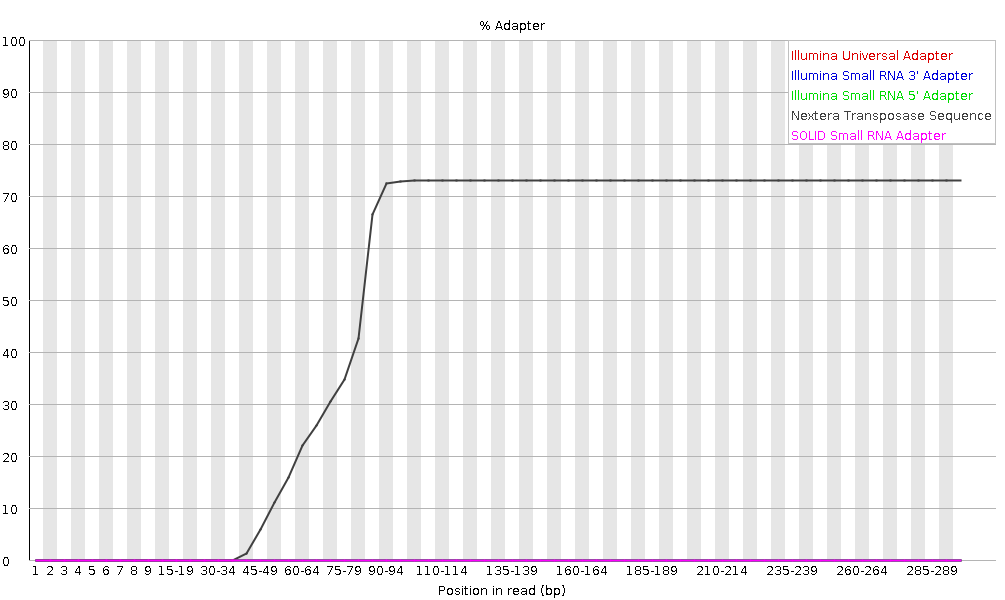 % Adapter
100
90
80
70
60
50
40
30
20
10
0
Illumina Universal Adapter
Illumina Small RNA 3' Adapter
Illumina Small RNA 5' Adapter
Nextera Transposase Sequence
SOLID Small RNA Adapter
1 2 3 4 5 6 7 8 9 15-19 30-34 45-49 60-64 75-79 90-94 110-114 135-139 160-164 185-189 210-214 235-239 260-264 285-289
Position in read (bp)